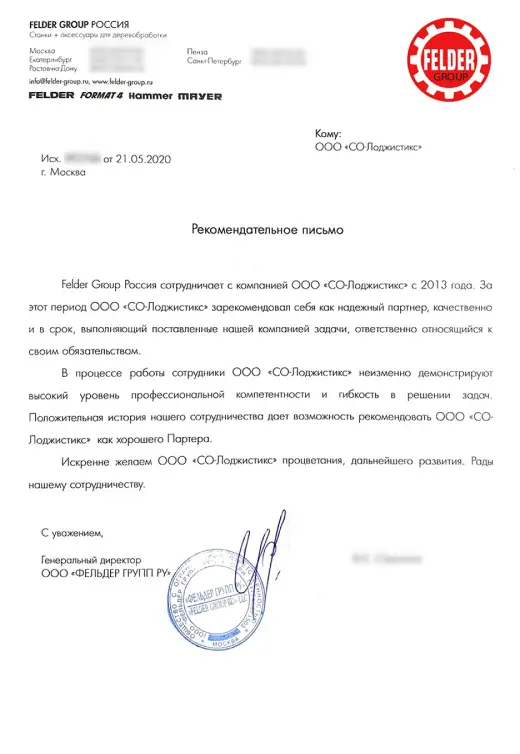 FELDER GROUP РОССИЯ
Станки + аксессуары для деревообработки
Москва
Екатеринбург
Ростов-на-Дону
Пенза
Санкт-Петербург
info@felder-group.ru, www.felder-group.ru
FELDER FORMAT4 Hammer MAYER
FELDER
GROUP
Кому:
ООО «СО-Лоджистикс»
Исх. от 21.05.2020
г. Москва
Рекомендательное письмо
Felder Group Россия сотрудничает с компанией ООО «СО-Лоджистикс» с 2013 года. За
этот период ООО «СО-Лоджистикс» зарекомендовал себя как надежный партнер, качественно
и в срок, выполняющий поставленные нашей компанией задачи, ответственно относящийся к
своим обязательствам.
В процессе работы сотрудники ООО «СО-Лоджистикс» неизменно демонстрируют
высокий уровень профессиональной компетентности и гибкость в решении задач.
Положительная история нашего сотрудничества дает возможность рекомендовать ООО «СО-
Лоджистикс» как хорошего Партера.
Искренне желаем ООО «СО-Лоджистикс» процветания, дальнейшего развития. Рады
нашему сотрудничеству.
С уважением,
Генеральный директор
ООО «ФЕЛЬДЕР ГРУПП РУ»
«ФЕЛЬДЕР ГРУПП РУ»
«FELDER GROUP RU» LLC
МОСКВА